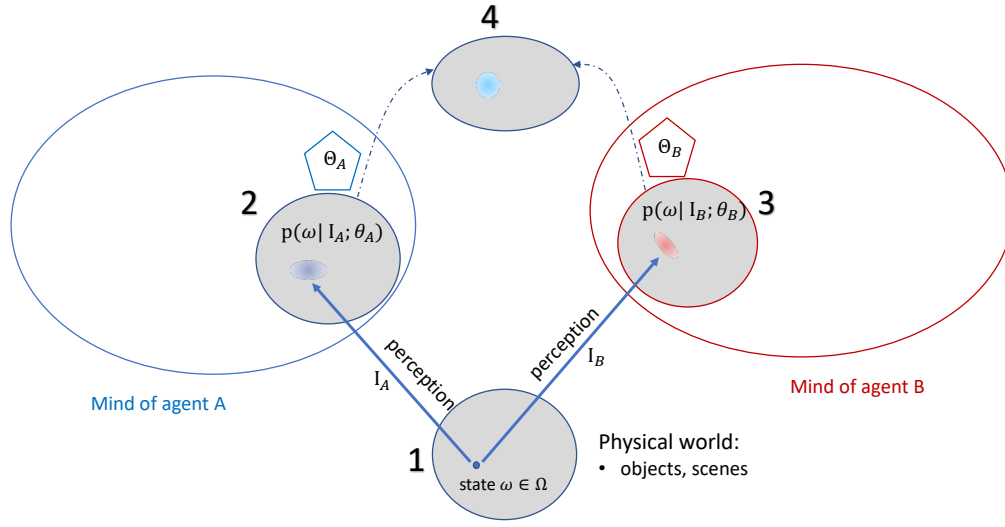 4
Θ_A
Θ_B
2
3
p(ω| I_A; θ_A)
p(ω| I_B; θ_B)
perception
I_A
perception
I_B
Mind of agent A
Mind of agent B
1
state ω ∈ Ω
Physical world:
• objects, scenes